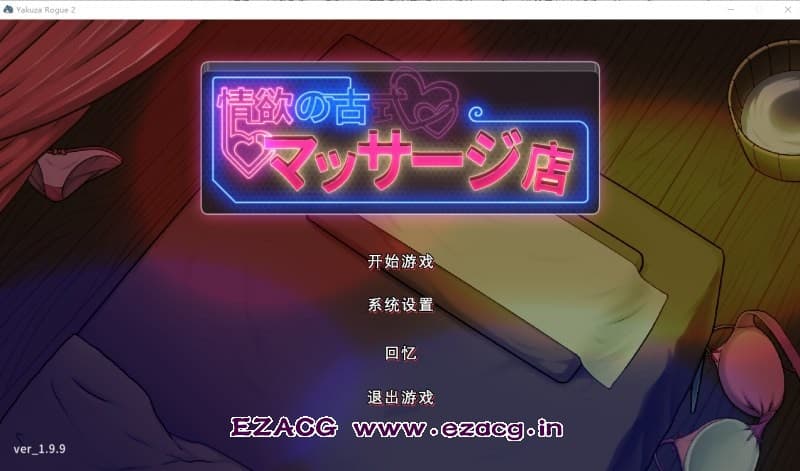 Yakuza Rogue 2
情欲の古式
マッサージ店
开始游戏
系统设置
回忆
退出游戏
EZACG www.ezacg.in
ver_1.9.9